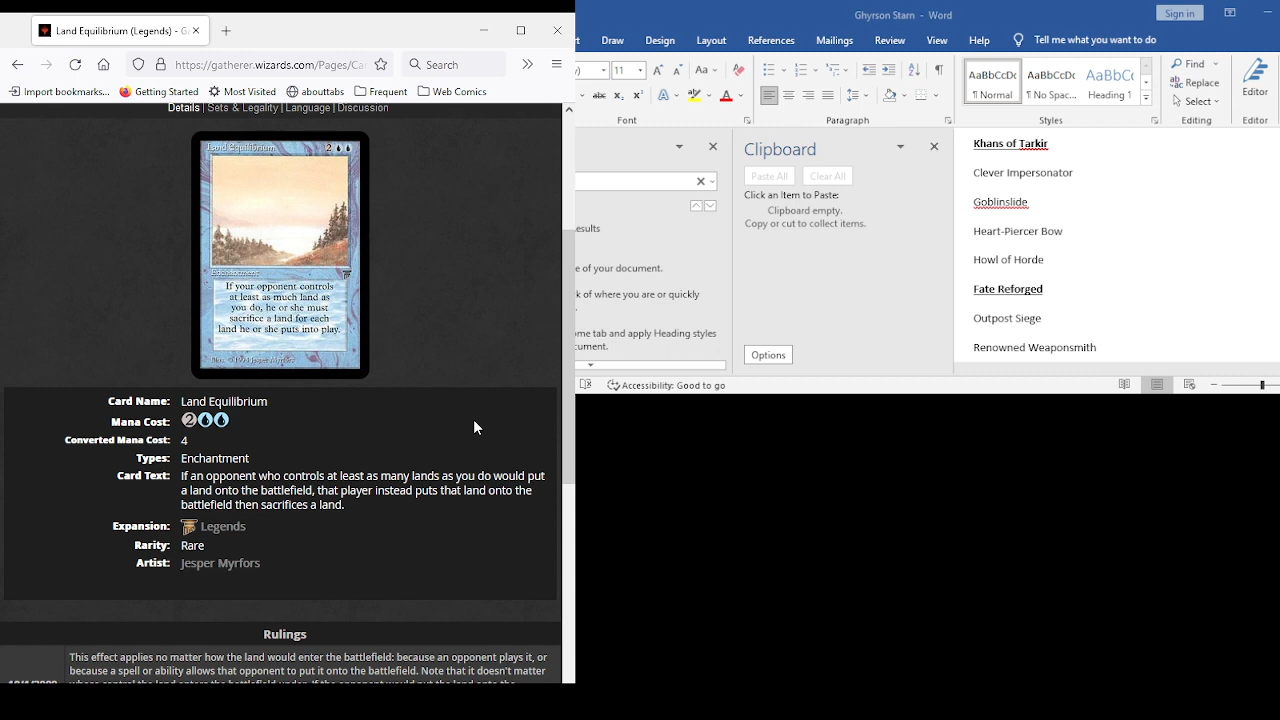 Land Equilibrium (Legends) - G
https://gatherer.wizards.com/Pages/Ca
Search
Import bookmarks...
Getting Started
Most Visited
abouttabs
Frequent
Web Comics
Details | Sets & Legality | Language | Discussion
Land Equilibrium 2
Enchantment
If your opponent controls
at least as much land as
you do, he or she must
sacrifice a land for each
land he or she puts into play.
Illus. © 1994 Jesper Myrfors
Card Name: Land Equilibrium
Mana Cost: 2
Converted Mana Cost: 4
Types: Enchantment
Card Text: If an opponent who controls at least as many lands as you do would put
a land onto the battlefield, that player instead puts that land onto the
battlefield then sacrifices a land.
Expansion: Legends
Rarity: Rare
Artist: Jesper Myrfors
Rulings
This effect applies no matter how the land would enter the battlefield: because an opponent plays it, or
because a spell or ability allows that opponent to put it onto the battlefield. Note that it doesn't matter
Ghyrson Starn - Word
Sign in
Draw
Design
Layout
References
Mailings
Review
View
Help
Tell me what you want to do
11
Aa
abc
x₂
x²
A
A
AaBbCcDc
¶ Normal
AaBbCcDc
¶ No Spac...
AaBbCc
Heading 1
Find
Replace
Select
Editor
Font
Paragraph
Styles
Editing
Editor
esults
e of your document.
k of where you are or quickly
ome tab and apply Heading styles
cument.
Clipboard
Paste All
Clear All
Click an Item to Paste:
Clipboard empty.
Copy or cut to collect items.
Options
Khans of Tarkir
Clever Impersonator
Goblinslide
Heart-Piercer Bow
Howl of Horde
Fate Reforged
Outpost Siege
Renowned Weaponsmith
Accessibility: Good to go